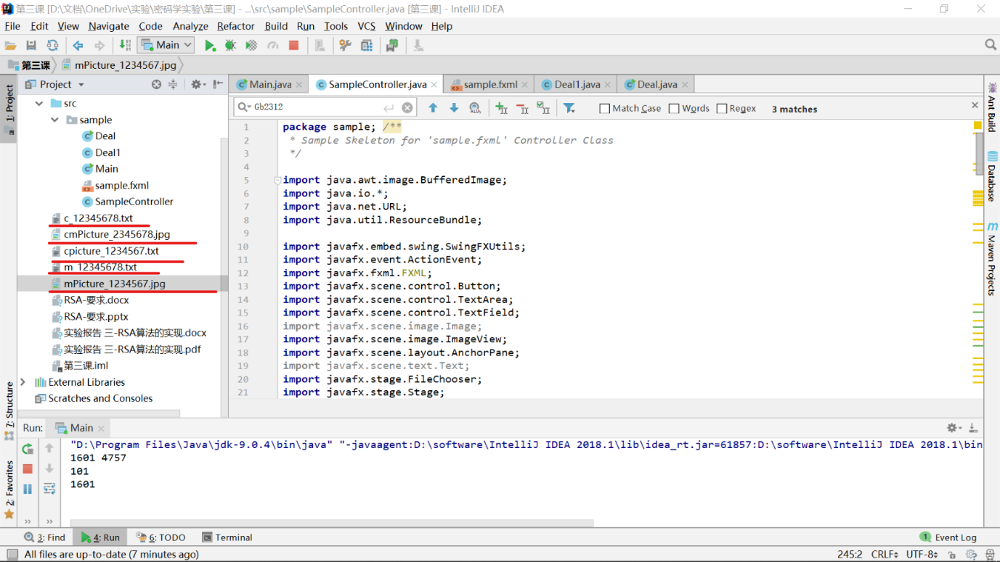 第三课 [D:\文档\OneDrive\实验\密码学实验\第三课] - ...\src\sample\SampleController.java [第三课] - IntelliJ IDEA
File Edit View Navigate Code Analyze Refactor Build Run Tools VCS Window Help
Main
第三课 mPicture_1234567.jpg
Project
Main.java SampleController.java sample.fxml Deal1.java Deal.java
Gb2312 Match Case Words Regex 3 matches
1: Project
src
sample
Deal
Deal1
Main
sample.fxml
SampleController
c_12345678.txt
cmPicture_2345678.jpg
cpicture_1234567.txt
m_12345678.txt
mPicture_1234567.jpg
RSA-要求.docx
RSA-要求.pptx
实验报告 三-RSA算法的实现.docx
实验报告 三-RSA算法的实现.pdf
第三课.iml
External Libraries
Scratches and Consoles
7: Structure
2: Favorites
1 package sample; /**
2 * Sample Skeleton for 'sample.fxml' Controller Class
3 */
4
5 import java.awt.image.BufferedImage;
6 import java.io.*;
7 import java.net.URL;
8 import java.util.ResourceBundle;
9
10 import javafx.embed.swing.SwingFXUtils;
11 import javafx.event.ActionEvent;
12 import javafx.fxml.FXML;
13 import javafx.scene.control.Button;
14 import javafx.scene.control.TextArea;
15 import javafx.scene.control.TextField;
16 import javafx.scene.image.Image;
17 import javafx.scene.image.ImageView;
18 import javafx.scene.layout.AnchorPane;
19 import javafx.scene.text.Text;
20 import javafx.stage.FileChooser;
21 import javafx.stage.Stage;
Ant Build
Database
Maven Projects
Run: Main
"D:\Program Files\Java\jdk-9.0.4\bin\java" "-javaagent:D:\software\IntelliJ IDEA 2018.1\lib\idea_rt.jar=61857:D:\software\IntelliJ IDEA 2018.1\bin
1601 4757
101
1601
3: Find 4: Run 6: TODO Terminal 1 Event Log
All files are up-to-date (7 minutes ago) 245:2 CRLF UTF-8